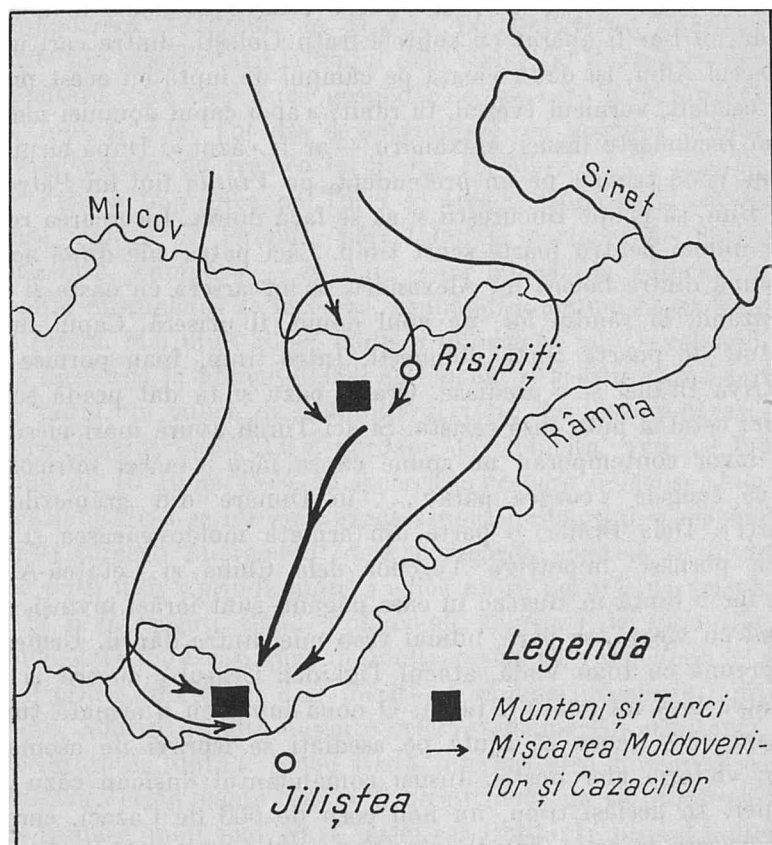 Siret
Milcov
Risipiți
Râmna
Legenda
Munteni și Turci
Mișcarea Moldoveni-
lor și Cazacilor
Jiliștea